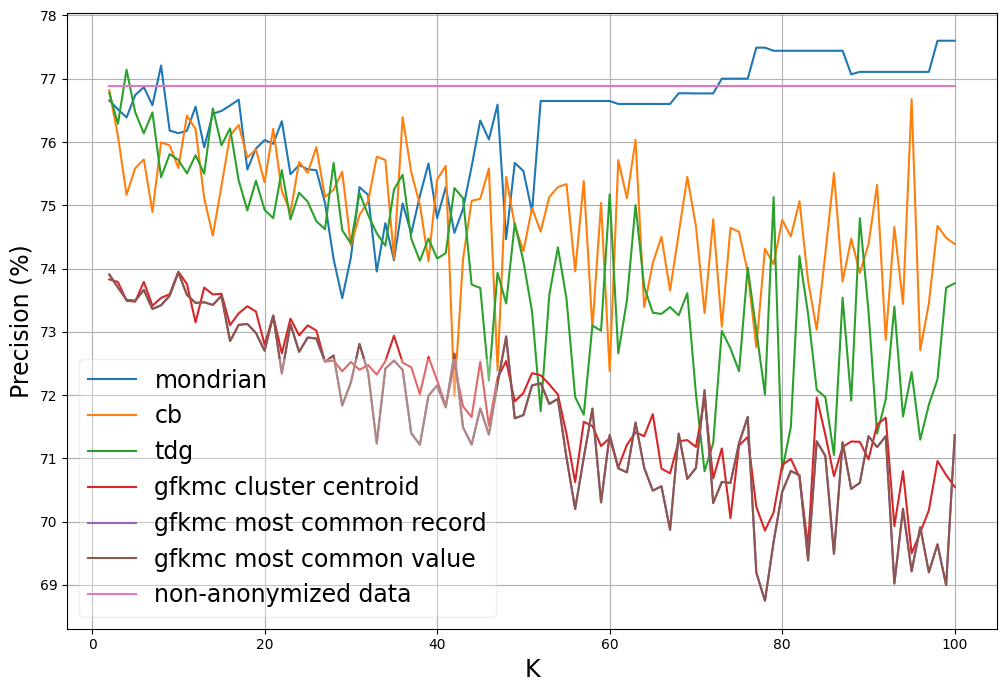 78
77
76
75
74
73
72
71
70
69
Precision (%)
mondrian
cb
tdg
gfkmc cluster centroid
gfkmc most common record
gfkmc most common value
non-anonymized data
0 20 40 60 80 100
K